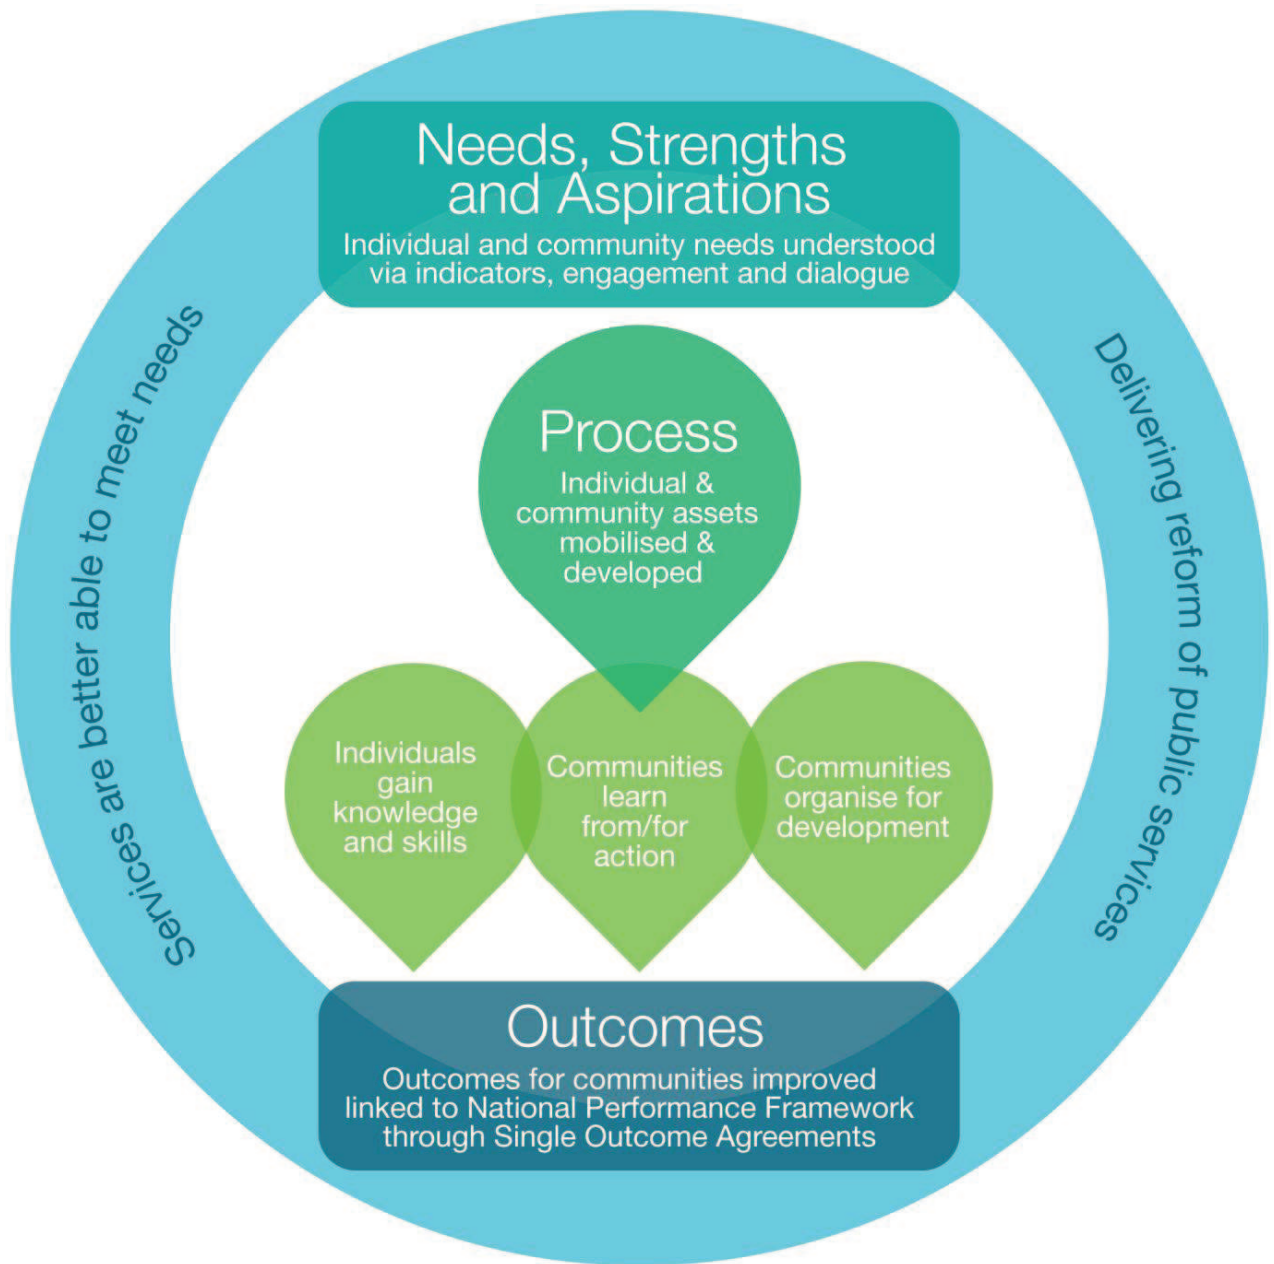 Needs, Strengths
and Aspirations
Individual and community needs understood
via indicators, engagement and dialogue
Services are better able to meet needs
Delivering reform of public services
Process
Individual &
community assets
mobilised &
developed
Individuals
gain
knowledge
and skills
Communities
learn
from/for
action
Communities
organise for
development
Outcomes
Outcomes for communities improved
linked to National Performance Framework
through Single Outcome Agreements